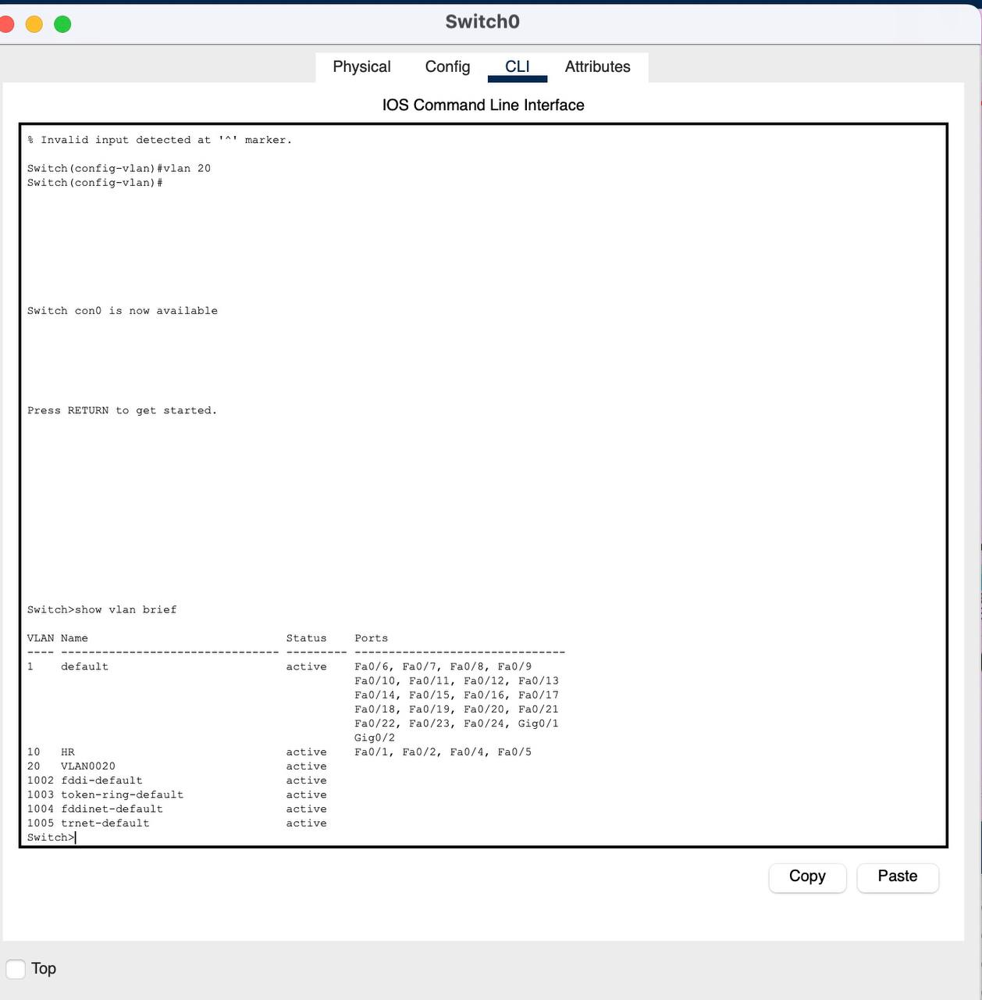 Switch0
Physical Config CLI Attributes
IOS Command Line Interface
% Invalid input detected at '^' marker.
Switch(config-vlan)#vlan 20
Switch(config-vlan)#
Switch con0 is now available
Press RETURN to get started.
Switch>show vlan brief
VLAN Name                             Status    Ports
---- -------------------------------- --------- -------------------------------
1    default                          active    Fa0/6, Fa0/7, Fa0/8, Fa0/9
                                                Fa0/10, Fa0/11, Fa0/12, Fa0/13
                                                Fa0/14, Fa0/15, Fa0/16, Fa0/17
                                                Fa0/18, Fa0/19, Fa0/20, Fa0/21
                                                Fa0/22, Fa0/23, Fa0/24, Gig0/1
                                                Gig0/2
10   HR                               active    Fa0/1, Fa0/2, Fa0/4, Fa0/5
20   VLAN0020                         active
1002 fddi-default                     active
1003 token-ring-default               active
1004 fddinet-default                  active
1005 trnet-default                    active
Switch>
Copy Paste
Top